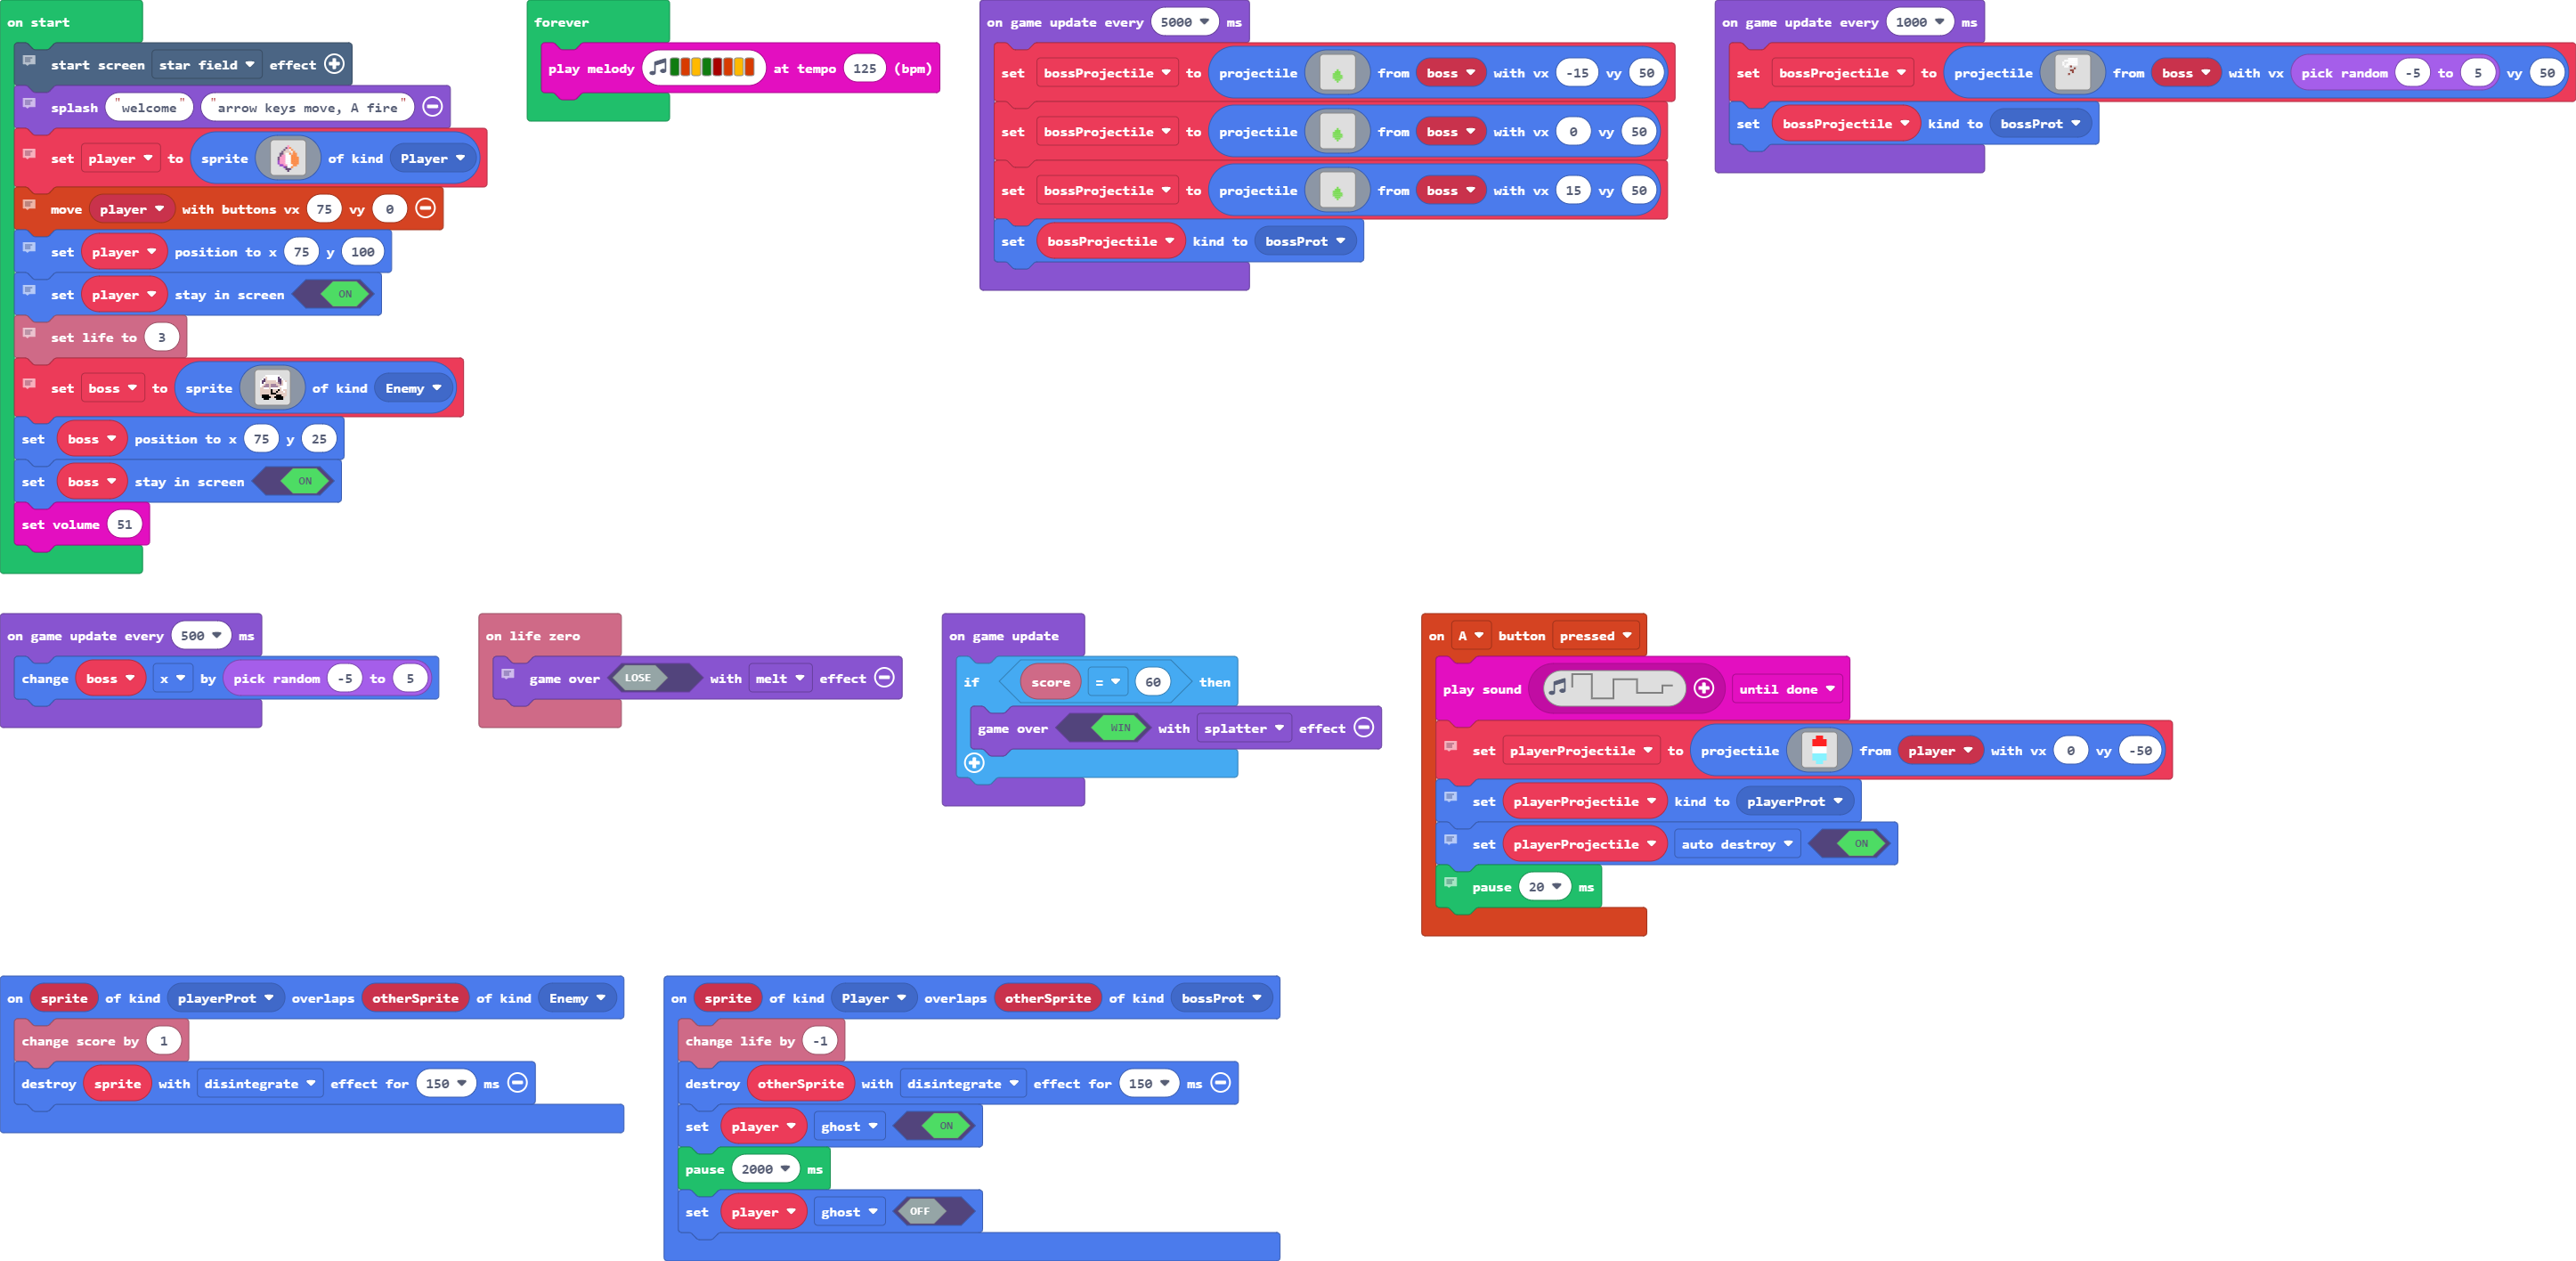 on start
start screen star field effect
splash "welcome" "arrow keys move, A fire"
set player to sprite of kind Player
move player with buttons vx 75 vy 0
set player position to x 75 y 100
set player stay in screen ON
set life to 3
set boss to sprite of kind Enemy
set boss position to x 75 y 25
set boss stay in screen ON
set volume 51
forever
play melody at tempo 125 (bpm)
on game update every 5000 ms
set bossProjectile to projectile from boss with vx -15 vy 50
set bossProjectile to projectile from boss with vx 0 vy 50
set bossProjectile to projectile from boss with vx 15 vy 50
set bossProjectile kind to bossProt
on game update every 1000 ms
set bossProjectile to projectile from boss with vx pick random -5 to 5 vy 50
set bossProjectile kind to bossProt
on game update every 500 ms
change boss x by pick random -5 to 5
on life zero
game over LOSE with melt effect
on game update
if score = 60 then
game over WIN with splatter effect
on A button pressed
play sound until done
set playerProjectile to projectile from player with vx 0 vy -50
set playerProjectile kind to playerProt
set playerProjectile auto destroy ON
pause 20 ms
on sprite of kind playerProt overlaps otherSprite of kind Enemy
change score by 1
destroy sprite with disintegrate effect for 150 ms
on sprite of kind Player overlaps otherSprite of kind bossProt
change life by -1
destroy otherSprite with disintegrate effect for 150 ms
set player ghost ON
pause 2000 ms
set player ghost OFF